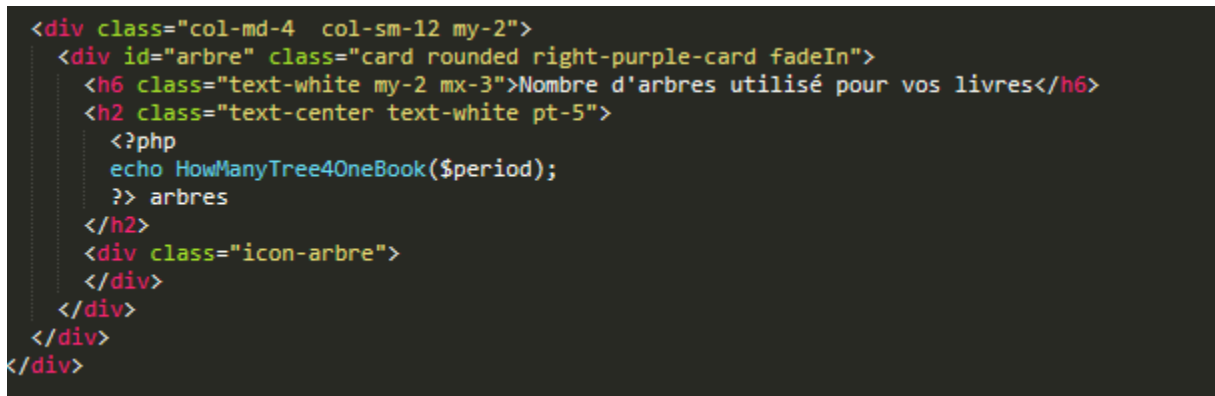 <div class="col-md-4  col-sm-12 my-2">
<div id="arbre" class="card rounded right-purple-card fadeIn">
<h6 class="text-white my-2 mx-3">Nombre d'arbres utilisé pour vos livres</h6>
<h2 class="text-center text-white pt-5">
<?php
echo HowManyTree4OneBook($period);
?> arbres
</h2>
<div class="icon-arbre">
</div>
</div>
</div>
</div>